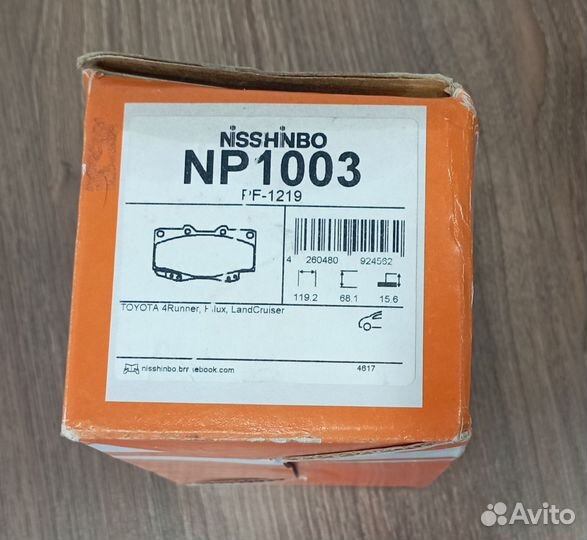 NiSSHiNBO
NP1003
PF-1219
4 260480 924562
119.2 68.1 15.6
TOYOTA 4Runner, Hilux, LandCruiser
nisshinbo.brakebook.com
4617
Avito